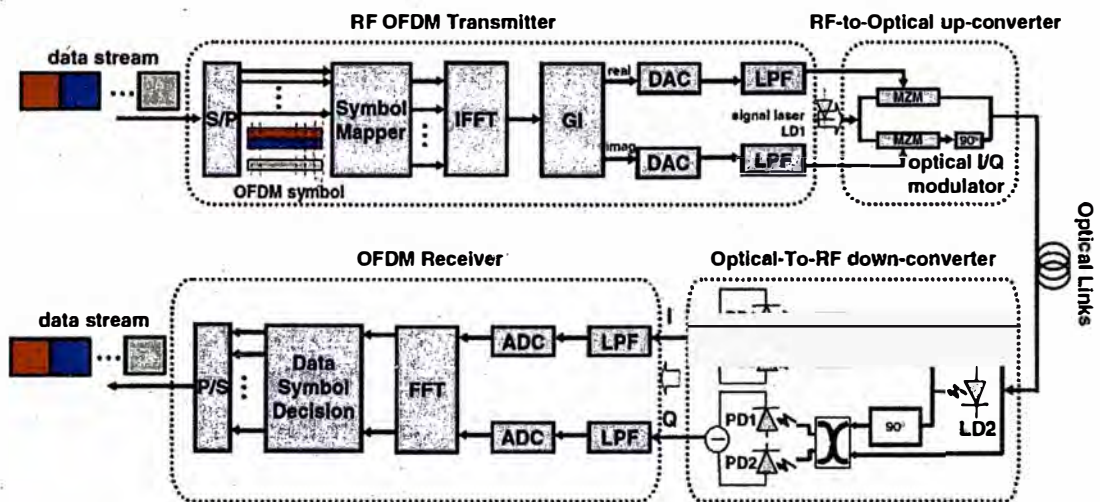 RF OFDM Transmitter
RF-to-Optical up-converter
data stream
S/P
Symbol
Mapper
IFFT
GI
real
imag
DAC
LPF
DAC
LPF
OFDM symbol
signal laser
LD1
MZM
MZM
90°
optical I/Q
modulator
Optical Links
OFDM Receiver
Optical-To-RF down-converter
data stream
P/S
Data
Symbol
Decision
FFT
ADC
LPF
I
ADC
LPF
Q
PD1
PD2
90°
LD2